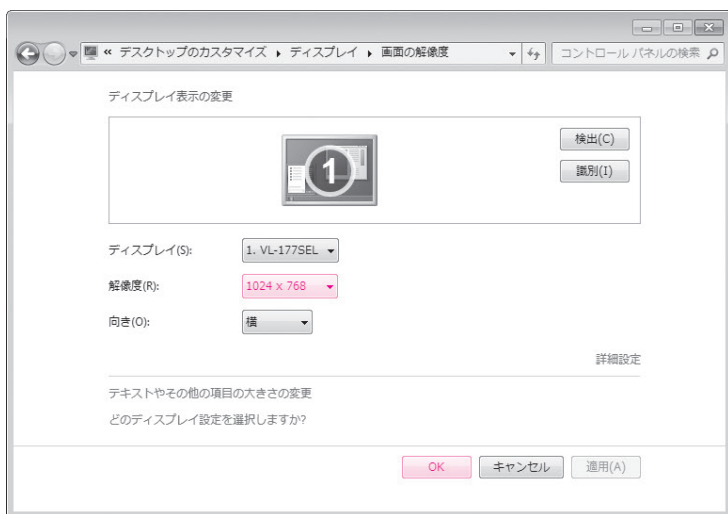 « デスクトップのカスタマイズ ▸ ディスプレイ ▸ 画面の解像度
コントロール パネルの検索
ディスプレイ表示の変更
1
検出(C)
識別(I)
ディスプレイ(S): 1. VL-177SEL
解像度(R): 1024 x 768
向き(O): 横
詳細設定
テキストやその他の項目の大きさの変更
どのディスプレイ設定を選択しますか?
OK キャンセル 適用(A)